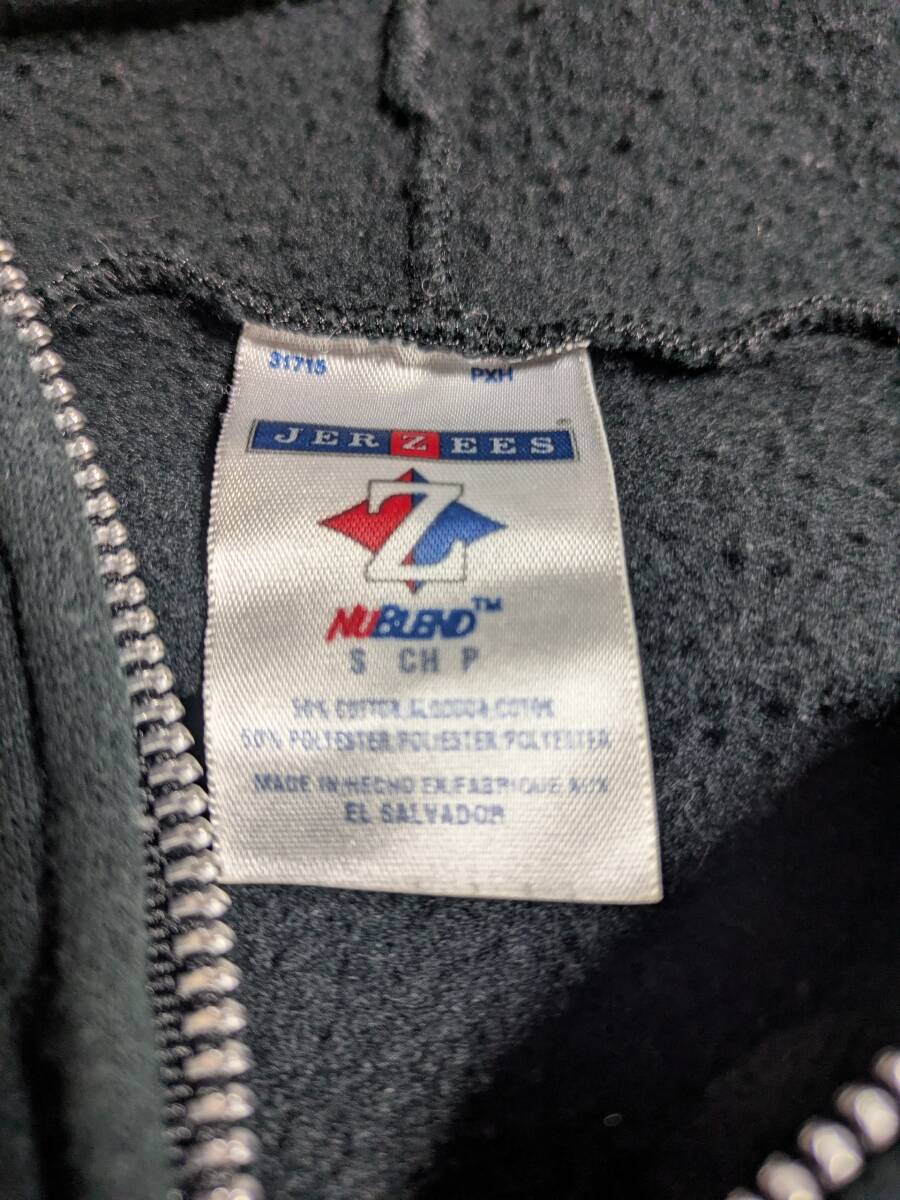 31715 PXH
JERZEES®
Z
NUBLEND™
S CH P
50% COTTON/ALGODON/COTON
50% POLYESTER/POLIESTER/POLYESTER
MADE IN/HECHO EN/FABRIQUE AUX
EL SALVADOR